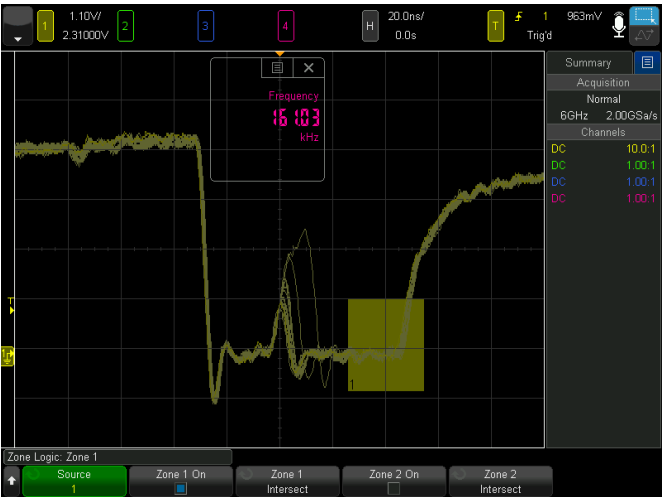 1 1.10V/ 2 3 4 H 20.0ns/ T 1 963mV
2.31000V 0.0s Trig'd
Summary
Acquisition
Normal
6GHz 2.00GSa/s
Channels
DC 10.0:1
DC 1.00:1
DC 1.00:1
DC 1.00:1
Frequency
161.03
kHz
T
1
1
Zone Logic: Zone 1
Source Zone 1 On Zone 1 Zone 2 On Zone 2
1 Intersect Intersect